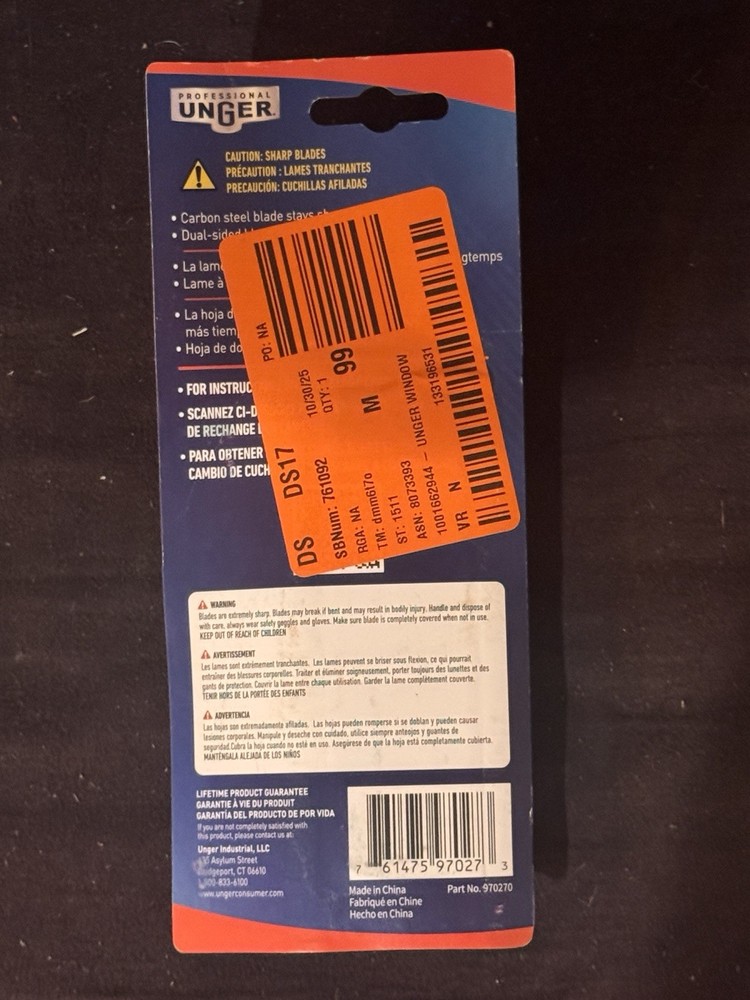 PROFESSIONAL
UNGER
CAUTION: SHARP BLADES
PRÉCAUTION : LAMES TRANCHANTES
PRECAUCIÓN: CUCHILLAS AFILADAS
• Carbon steel blade stays
• Dual-sided
• La lame
gtemps
• Lame à
• La hoja d
más tiem
• Hoja de do
• FOR INSTRUC
• SCANNEZ CI-D
DE RECHANGE
• PARA OBTENER
CAMBIO DE CUCH
DS DS17
PO: NA
SBNum: 761092
10/30/25
QTY: 1
99
RGA: NA
TM: dmm6t7o
M
ST: 1511
ASN: 8073393
1001662944 – UNGER WINDOW
133196531
VR N
WARNING
Blades are extremely sharp. Blades may break if bent and may result in bodily injury. Handle and dispose of
with care, always wear safety goggles and gloves. Make sure blade is completely covered when not in use.
KEEP OUT OF REACH OF CHILDREN
AVERTISSEMENT
Les lames sont extrêmement tranchantes. Les lames peuvent se briser sous flexion, ce qui pourrait
entraîner des blessures corporelles. Traiter et éliminer soigneusement, porter toujours des lunettes et des
gants de protection. Couvrir la lame entre chaque utilisation. Garder la lame complètement couverte.
TENIR HORS DE LA PORTÉE DES ENFANTS
ADVERTENCIA
Las hojas son extremadamente afiladas. Las hojas pueden romperse si se doblan y pueden causar
lesiones corporales. Manipule y deseche con cuidado, utilice siempre anteojos y guantes de
seguridad.Cubra la hoja cuando no esté en uso. Asegúrese de que la hoja está completamente cubierta.
MANTÉNGALA ALEJADA DE LOS NIÑOS
LIFETIME PRODUCT GUARANTEE
GARANTIE À VIE DU PRODUIT
GARANTÍA DEL PRODUCTO DE POR VIDA
If you are not completely satisfied with
this product, please contact us at:
Unger Industrial, LLC
Asylum Street
dgeport, CT 06610
800-833-6100
www.ungerconsumer.com
7 61475 97027 3
Made in China
Fabriqué en Chine
Hecho en China
Part No. 970270